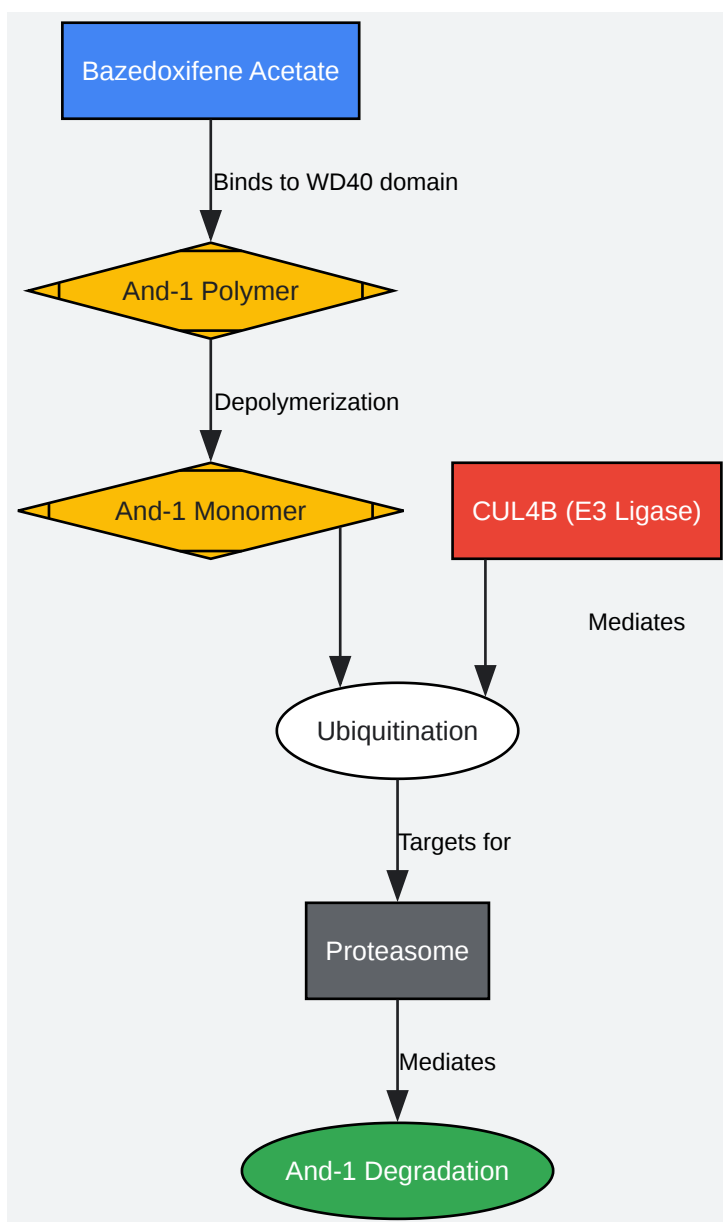 Bazedoxifene Acetate
Binds to WD40 domain
And-1 Polymer
Depolymerization
And-1 Monomer
CUL4B (E3 Ligase)
Mediates
Ubiquitination
Targets for
Proteasome
Mediates
And-1 Degradation